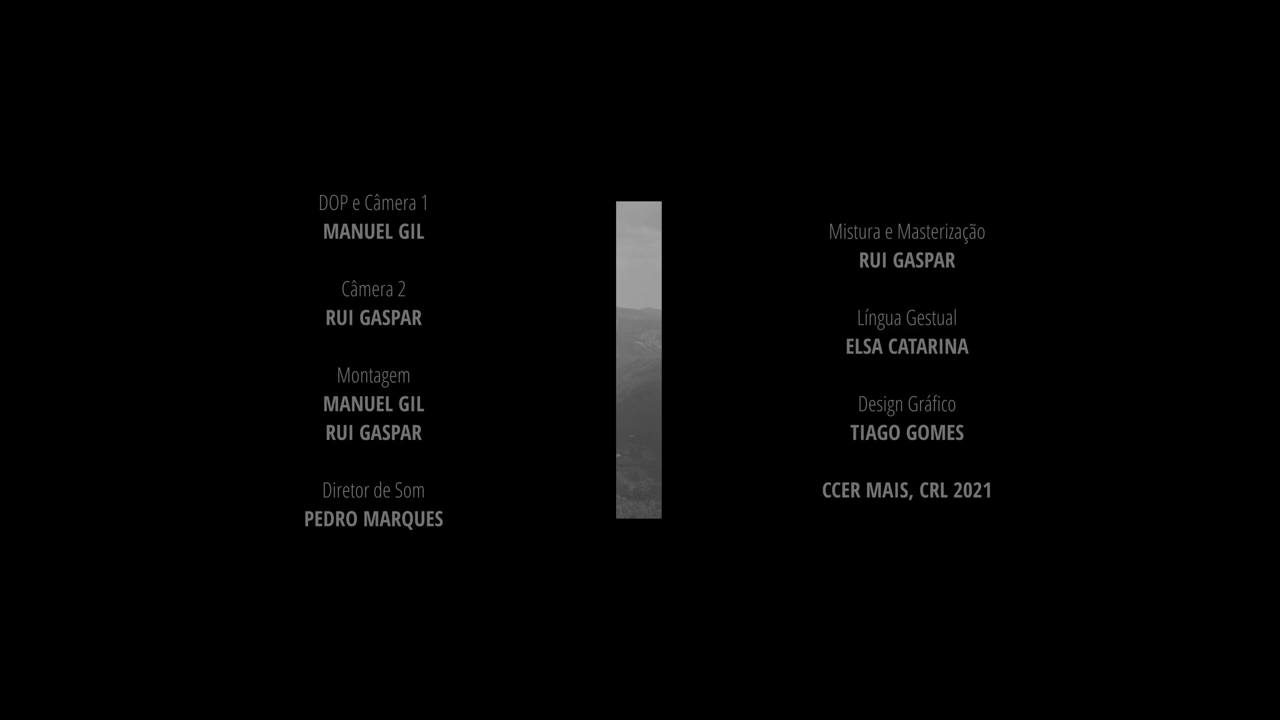 DOP e Câmera 1
MANUEL GIL
Câmera 2
RUI GASPAR
Montagem
MANUEL GIL
RUI GASPAR
Diretor de Som
PEDRO MARQUES
Mistura e Masterização
RUI GASPAR
Língua Gestual
ELSA CATARINA
Design Gráfico
TIAGO GOMES
CCER MAIS, CRL 2021